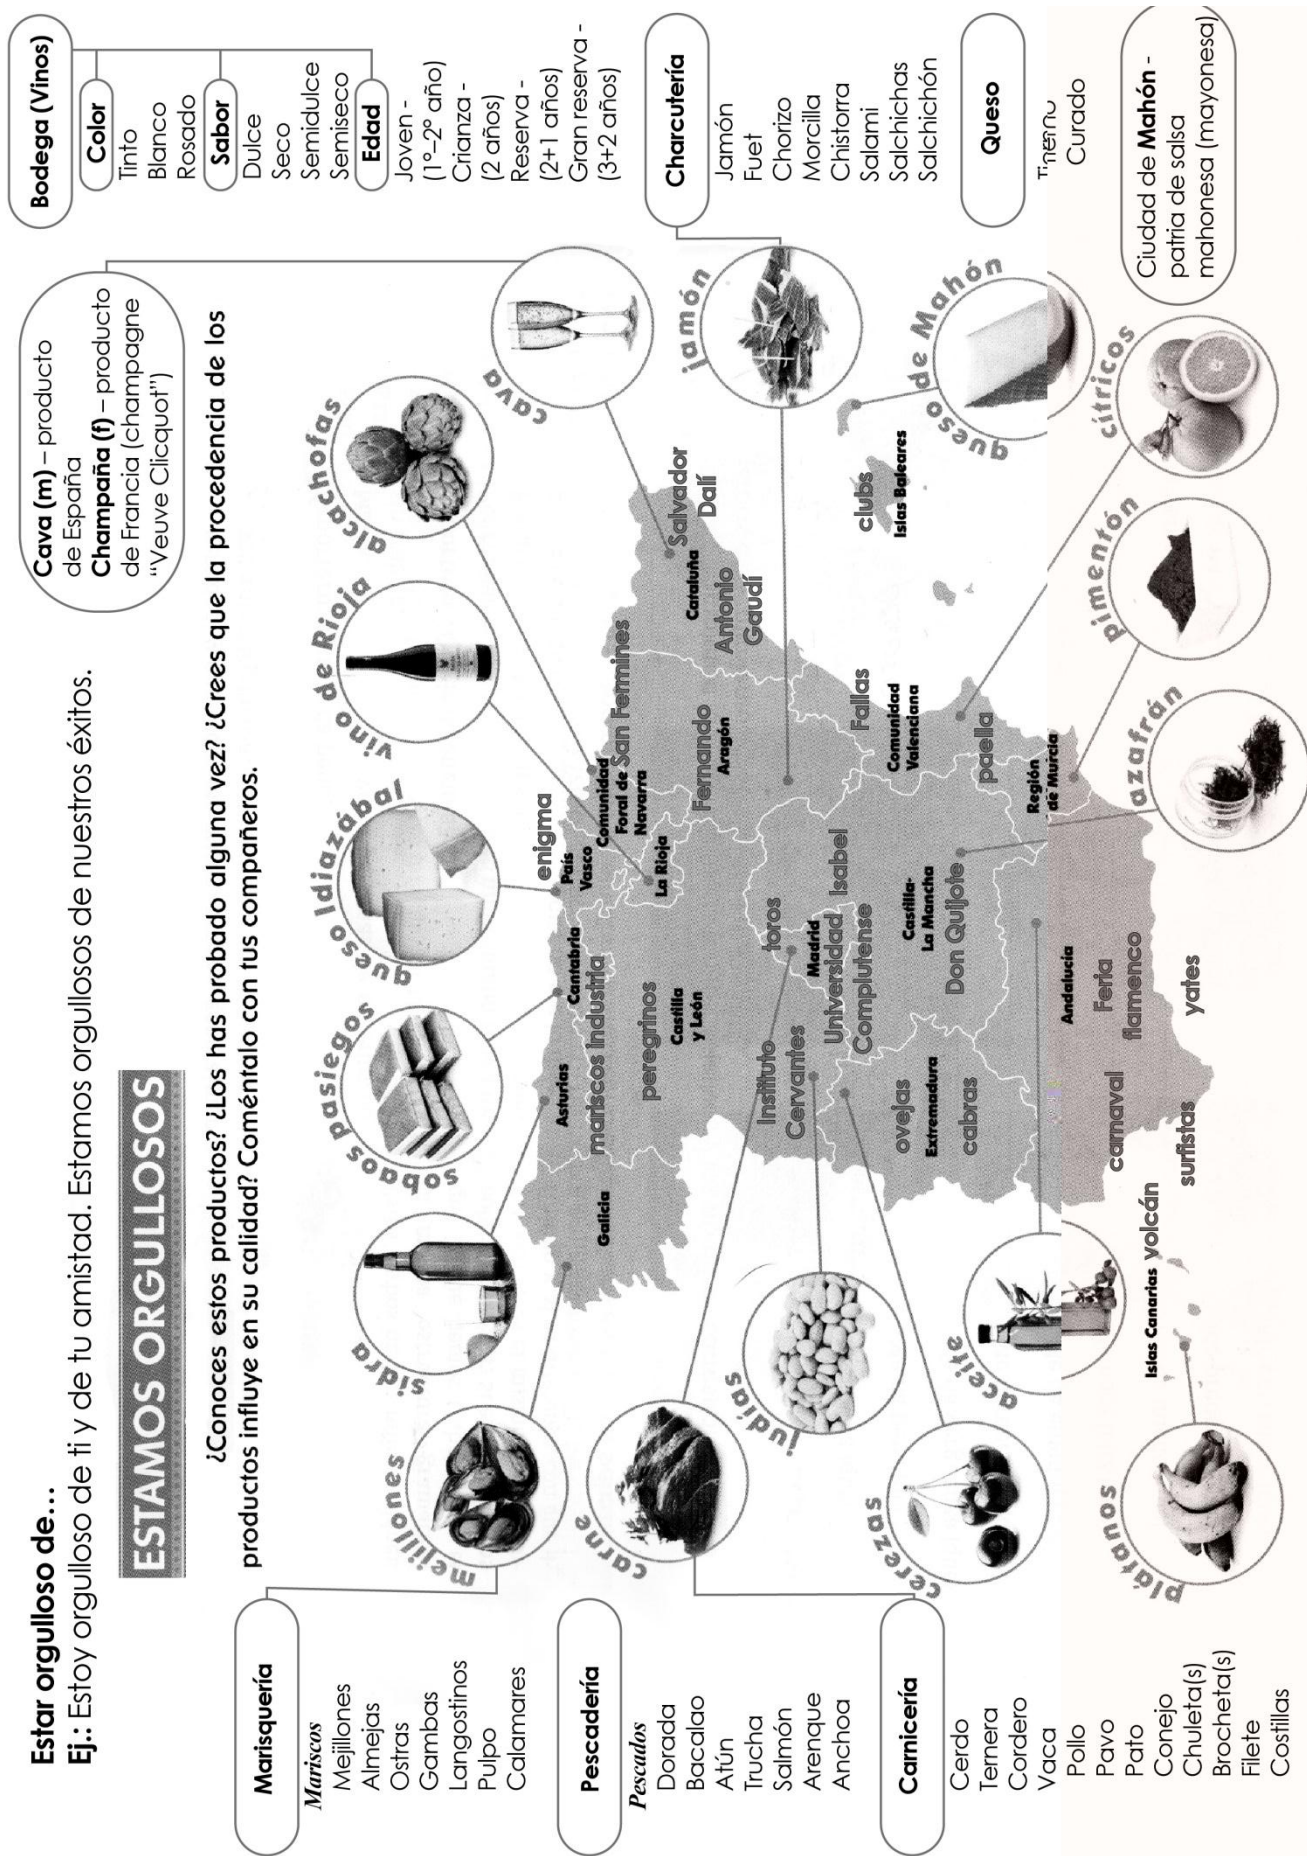 Estar orgulloso de...
Ej.: Estoy orgulloso de ti y de tu amistad. Estamos orgullosos de nuestros éxitos.
ESTAMOS ORGULLOSOS
¿Conoces estos productos? ¿Los has probado alguna vez? ¿Crees que la procedencia de los
productos influye en su calidad? Coméntalo con tus compañeros.
Cava (m) – producto
de España
Champaña (f) – producto
de Francia (champagne
“Veuve Clicquot”)
Bodega (Vinos)
Color
Tinto
Blanco
Rosado
Sabor
Dulce
Seco
Semidulce
Semiseco
Edad
Joven -
(1º–2º año)
Crianza -
(2 años)
Reserva -
(2+1 años)
Gran reserva -
(3+2 años)
Charcutería
Jamón
Fuet
Chorizo
Morcilla
Chistorra
Salami
Salchichas
Salchichón
Queso
Curado
Ciudad de Mahón -
patria de salsa
mahonesa (mayonesa)
Marisquería
Mariscos
Mejillones
Almejas
Ostras
Gambas
Langostinos
Pulpo
Calamares
Pescadería
Pescados
Dorada
Bacalao
Atún
Trucha
Salmón
Arenque
Anchoa
Carnicería
Cerdo
Ternera
Cordero
Vaca
Pollo
Pavo
Pato
Conejo
Chuleta(s)
Brocheta(s)
Filete
Costillas
mejillones
sidra
sobaos pasiegos
queso Idiazábal
vino de Rioja
alcachofas
cava
jamón
queso de Mahón
cítricos
pimentón
azafrán
aceite
judías
carne
cerezas
plátanos
Galicia
Asturias
mariscos industria
Cantabria
País
Vasco
enigma
Comunidad
Foral de
Navarra
San Fermines
La Rioja
peregrinos
Castilla
y León
Fernando
Aragón
Cataluña
Salvador
Dalí
Antonio
Gaudí
Instituto
Cervantes
toros
Madrid
Universidad
Complutense
Isabel
Castilla-
La Mancha
Don Quijote
Fallas
Comunidad
Valenciana
paella
clubs
Islas Baleares
ovejas
Extremadura
cabras
Región
de Murcia
Andalucía
Feria
flamenco
carnaval
surfistas
yates
Islas Canarias
volcán